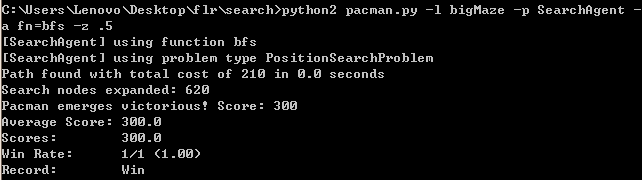 C:\Users\Lenovo\Desktop\flr\search>python2 pacman.py -l bigMaze -p SearchAgent -
a fn=bfs -z .5
[SearchAgent] using function bfs
[SearchAgent] using problem type PositionSearchProblem
Path found with total cost of 210 in 0.0 seconds
Search nodes expanded: 620
Pacman emerges victorious! Score: 300
Average Score: 300.0
Scores:        300.0
Win Rate:      1/1 (1.00)
Record:        Win